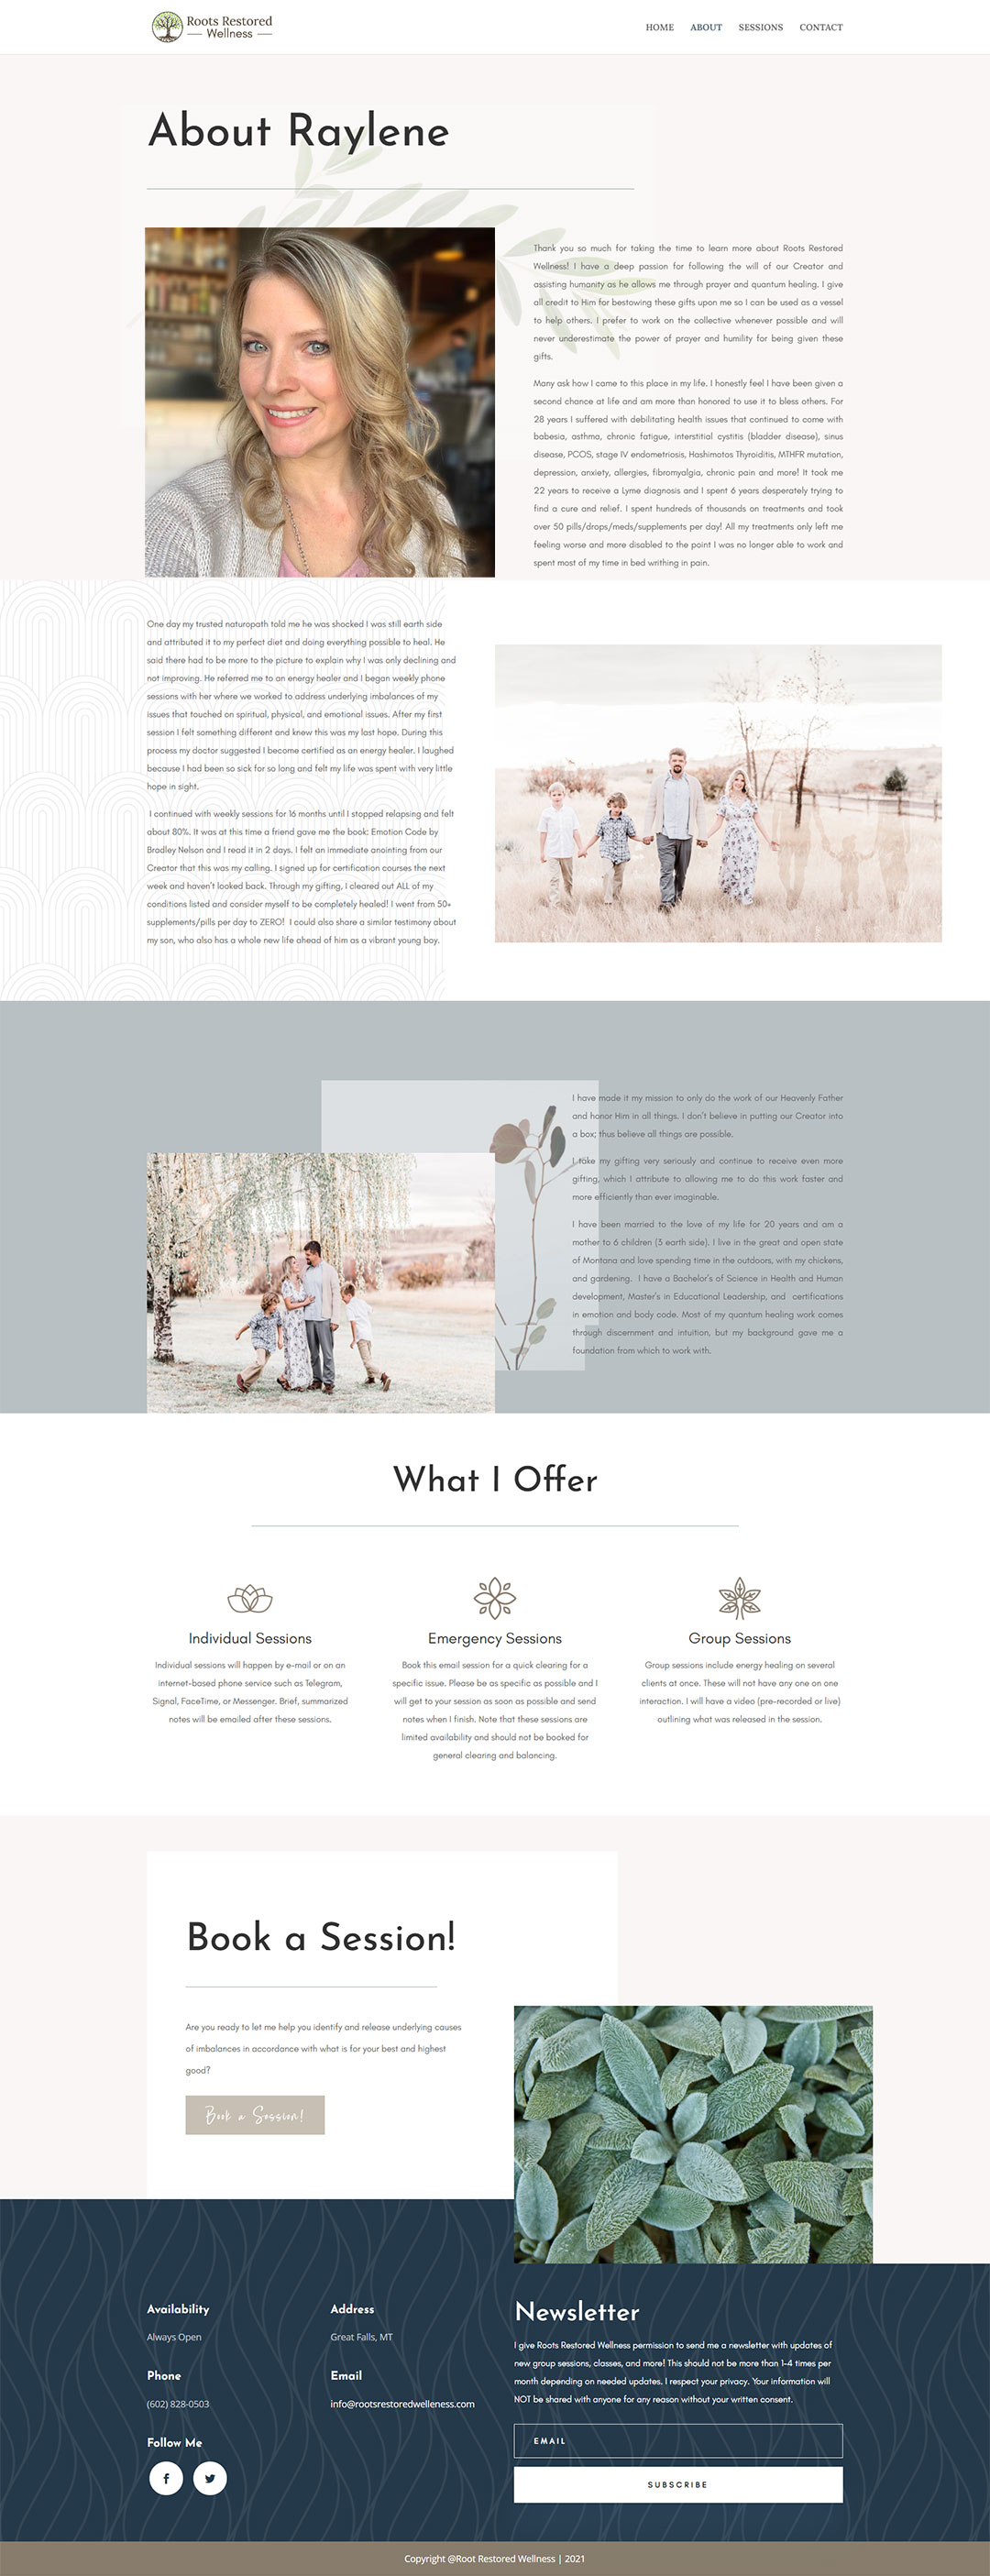 Roots Restored
Wellness
HOME
ABOUT
SESSIONS
CONTACT
About Raylene
Thank you so much for taking the time to learn more about Roots Restored
Wellness! I have a deep passion for following the will of our Creator and
assisting humanity as he allows me through prayer and quantum healing. I give
all credit to Him for bestowing these gifts upon me so I can be used as a vessel
to help others. I prefer to work on the collective whenever possible and will
never underestimate the power of prayer and humility for being given these
gifts.
Many ask how I came to this place in my life. I honestly feel I have been given a
second chance at life and am more than honored to use it to bless others. For
28 years I suffered with debilitating health issues that continued to come with
babesia, asthma, chronic fatigue, interstitial cystitis (bladder disease), sinus
disease, PCOS, stage IV endometriosis, Hashimotos Thyroiditis, MTHFR mutation,
depression, anxiety, allergies, fibromyalgia, chronic pain and more! It took me
22 years to receive a Lyme diagnosis and I spent 6 years desperately trying to
find a cure and relief. I spent hundreds of thousands on treatments and took
over 50 pills/drops/meds/supplements per day! All my treatments only left me
feeling worse and more disabled to the point I was no longer able to work and
spent most of my time in bed writhing in pain.
One day my trusted naturopath told me he was shocked I was still earth side
and attributed it to my perfect diet and doing everything possible to heal. He
said there had to be more to the picture to explain why I was only declining and
not improving. He referred me to an energy healer and I began weekly phone
sessions with her where we worked to address underlying imbalances of my
issues that touched on spiritual, physical, and emotional issues. After my first
session I felt something different and knew this was my last hope. During this
process my doctor suggested I become certified as an energy healer. I laughed
because I had been so sick for so long and felt my life was spent with very little
hope in sight.
I continued with weekly sessions for 16 months until I stopped relapsing and felt
about 80%. It was at this time a friend gave me the book: Emotion Code by
Bradley Nelson and I read it in 2 days. I felt an immediate anointing from our
Creator that this was my calling. I signed up for certification courses the next
week and haven't looked back. Through my gifting, I cleared out ALL of my
conditions listed and consider myself to be completely healed! I went from 50+
supplements/pills per day to ZERO! I could also share a similar testimony about
my son, who also has a whole new life ahead of him as a vibrant young boy.
I have made it my mission to only do the work of our Heavenly Father
and honor Him in all things. I don't believe in putting our Creator into
a box; thus believe all things are possible.
I take my gifting very seriously and continue to receive even more
gifting, which I attribute to allowing me to do this work faster and
more efficiently than ever imaginable.
I have been married to the love of my life for 20 years and am a
mother to 6 children (3 earth side). I live in the great and open state
of Montana and love spending time in the outdoors, with my chickens,
and gardening. I have a Bachelor's of Science in Health and Human
development, Master's in Educational Leadership, and certifications
in emotion and body code. Most of my quantum healing work comes
through discernment and intuition, but my background gave me a
foundation from which to work with.
What I Offer
Individual Sessions
Individual sessions will happen by e-mail or on an
internet-based phone service such as Telegram,
Signal, FaceTime, or Messenger. Brief, summarized
notes will be emailed after these sessions.
Emergency Sessions
Book this email session for a quick clearing for a
specific issue. Please be as specific as possible and I
will get to your session as soon as possible and send
notes when I finish. Note that these sessions are
limited availability and should not be booked for
general clearing and balancing.
Group Sessions
Group sessions include energy healing on several
clients at once. These will not have any one on one
interaction. I will have a video (pre-recorded or live)
outlining what was released in the session.
Book a Session!
Are you ready to let me help you identify and release underlying causes
of imbalances in accordance with what is for your best and highest
good?
Book a Session!
Availability
Always Open
Address
Great Falls, MT
Phone
(602) 828-0503
Email
info@rootsrestoredwelleness.com
Follow Me
Newsletter
I give Roots Restored Wellness permission to send me a newsletter with updates of
new group sessions, classes, and more! This should not be more than 1-4 times per
month depending on needed updates. I respect your privacy. Your information will
NOT be shared with anyone for any reason without your written consent.
EMAIL
SUBSCRIBE
Copyright @Root Restored Wellness | 2021